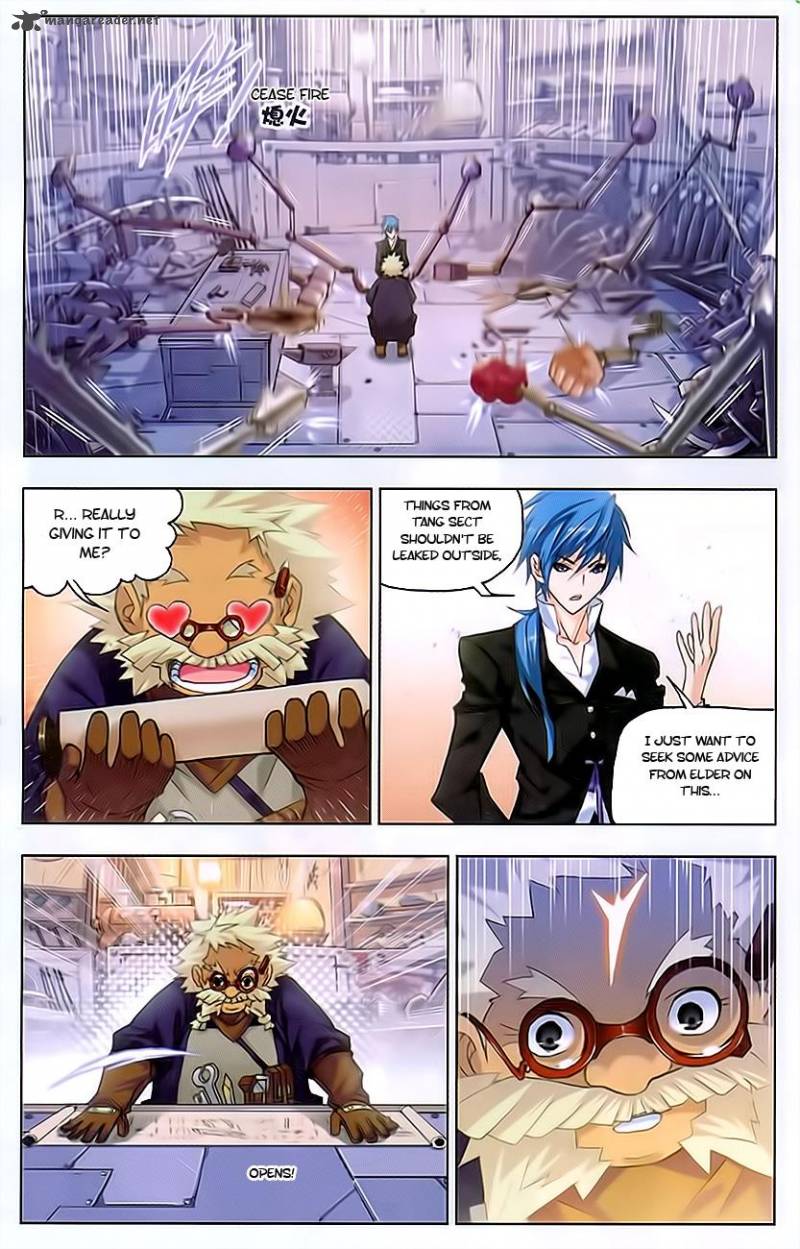 mangareader.net
CEASE FIRE
熄火
R... REALLY
GIVING IT TO
ME?
THINGS FROM
TANG SECT
SHOULDN'T BE
LEAKED OUTSIDE,
I JUST WANT TO
SEEK SOME ADVICE
FROM ELDER ON
THIS...
OPENS!